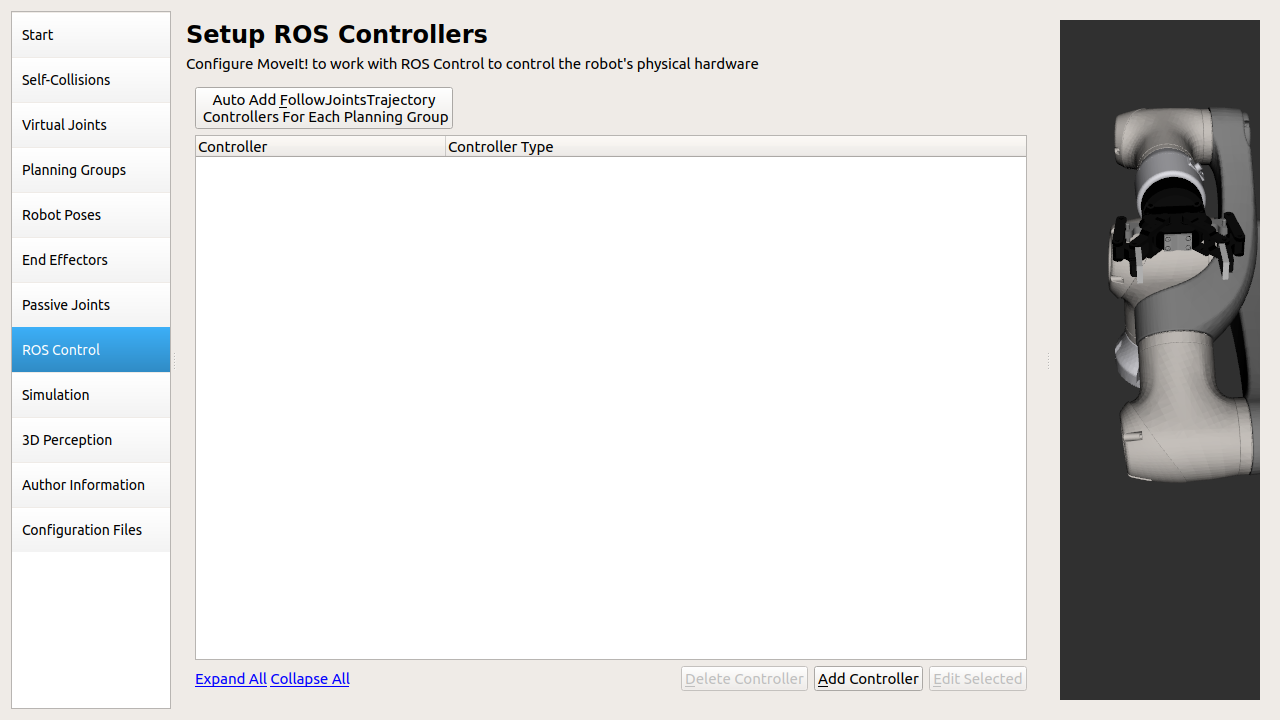 Start
Self-Collisions
Virtual Joints
Planning Groups
Robot Poses
End Effectors
Passive Joints
ROS Control
Simulation
3D Perception
Author Information
Configuration Files
Setup ROS Controllers
Configure MoveIt! to work with ROS Control to control the robot's physical hardware
Auto Add FollowJointsTrajectory
Controllers For Each Planning Group
Controller Controller Type
Expand All Collapse All Delete Controller Add Controller Edit Selected